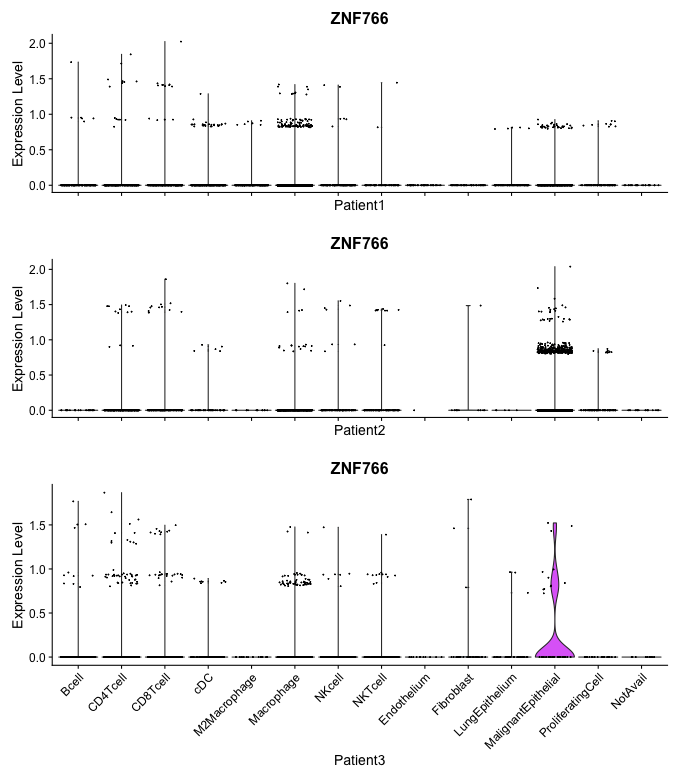 ZNF766
Expression Level
2.0
1.5
1.0
0.5
0.0
Patient1
ZNF766
Expression Level
2.0
1.5
1.0
0.5
0.0
Patient2
ZNF766
Expression Level
1.5
1.0
0.5
0.0
Bcell
CD4Tcell
CD8Tcell
cDC
M2Macrophage
Macrophage
NKcell
NKTcell
Endothelium
Fibroblast
LungEpithelium
MalignantEpithelial
ProliferatingCell
NotAvail
Patient3